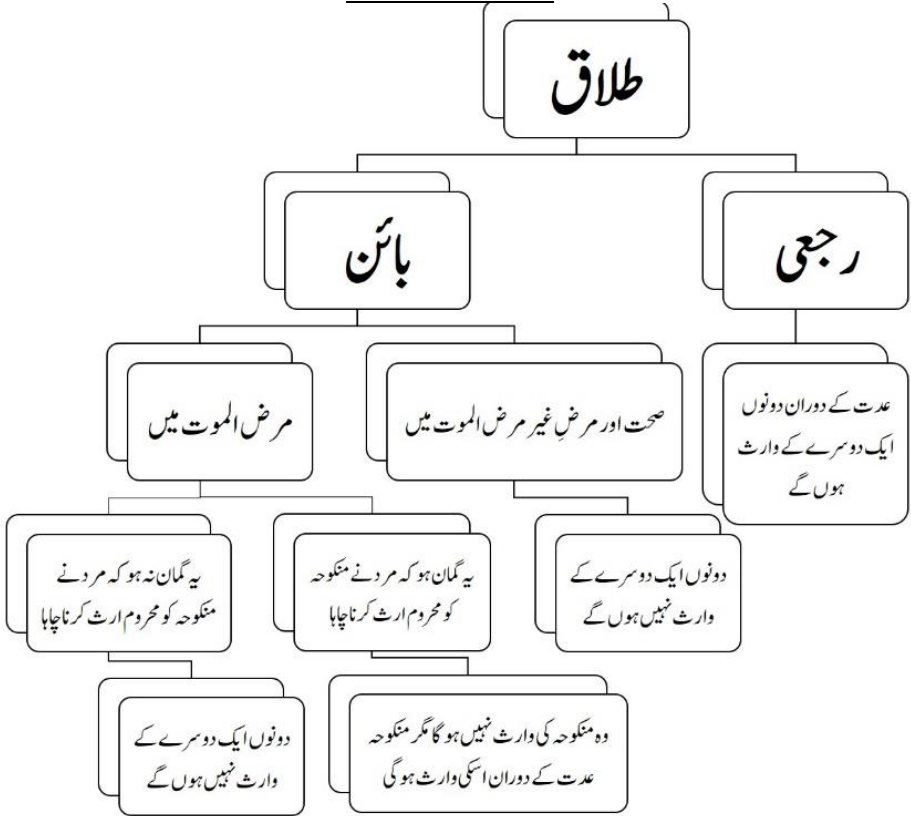 طلاق
رجعی
بائن
عدت کے دوران دونوں
ایک دوسرے کے وارث
ہوں گے
صحت اور مرضِ غیر مرض الموت میں
مرض الموت میں
دونوں ایک دوسرے کے
وارث نہیں ہوں گے
یہ گمان ہو کہ مرد نے منکوحہ
کو محروم ارث کرنا چاہا
یہ گمان نہ ہو کہ مرد نے
منکوحہ کو محروم ارث کرنا چاہا
وہ منکوحہ کی وارث نہیں ہو گا مگر منکوحہ
عدت کے دوران اسکی وارث ہوگی
دونوں ایک دوسرے کے
وارث نہیں ہوں گے